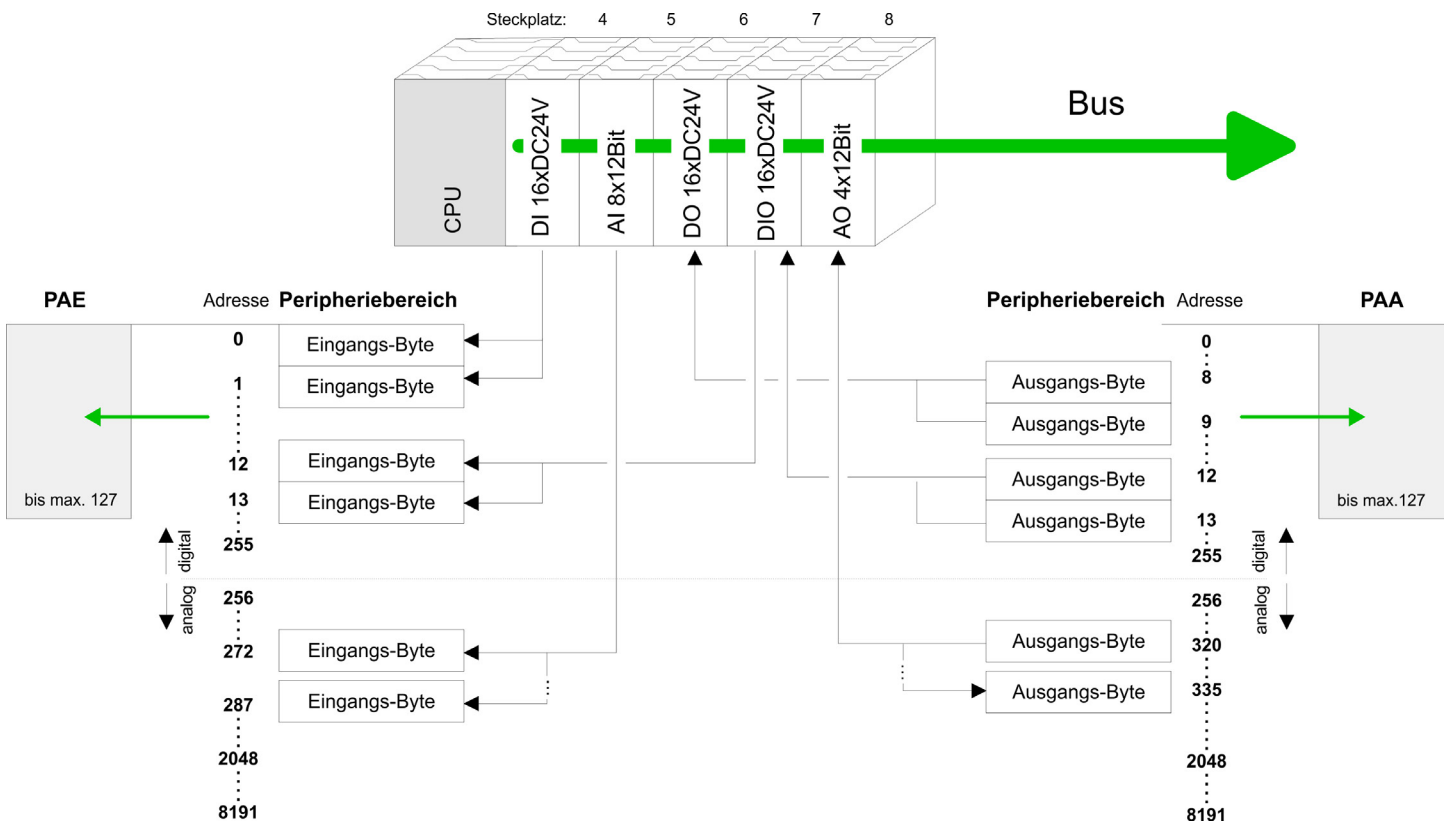 Steckplatz: 4 5 6 7 8
CPU
DI 16xDC24V
AI 8x12Bit
DO 16xDC24V
DIO 16xDC24V
AO 4x12Bit
Bus
PAE
Adresse Peripheriebereich
0 Eingangs-Byte
1 Eingangs-Byte
12 Eingangs-Byte
13 Eingangs-Byte
bis max. 127
255
digital
analog
256
272 Eingangs-Byte
287 Eingangs-Byte
2048
8191
Peripheriebereich Adresse
PAA
0
Ausgangs-Byte 8
Ausgangs-Byte 9
Ausgangs-Byte 12
Ausgangs-Byte 13
bis max.127
255
digital
analog
256
Ausgangs-Byte 320
Ausgangs-Byte 335
2048
8191